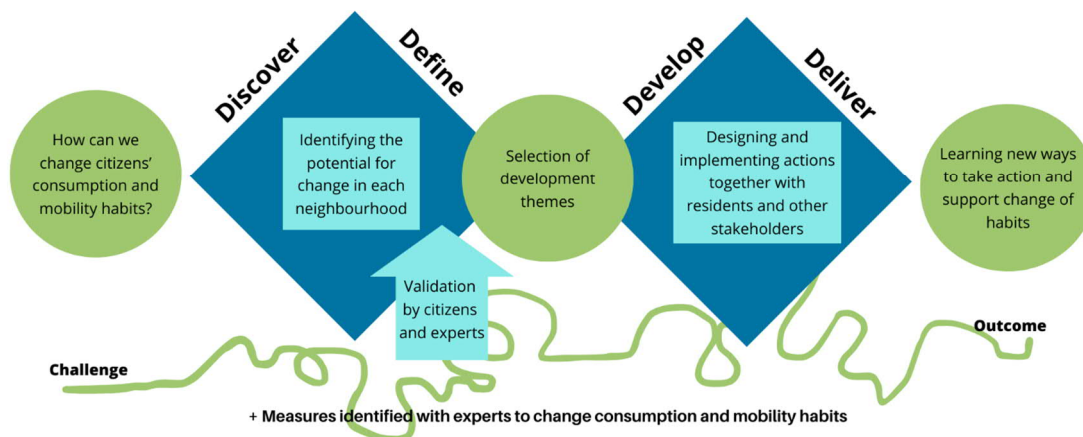 Discover
Define
Develop
Deliver
How can we
change citizens’
consumption and
mobility habits?
Identifying the
potential for
change in each
neighbourhood
Selection of
development
themes
Designing and
implementing actions
together with
residents and other
stakeholders
Learning new ways
to take action and
support change of
habits
Validation
by citizens
and experts
Challenge
Outcome
+ Measures identified with experts to change consumption and mobility habits